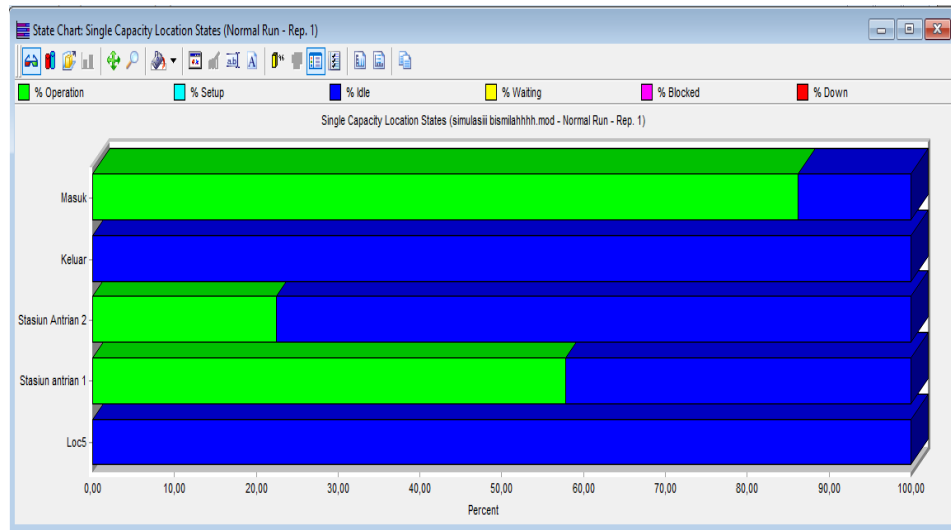 State Chart: Single Capacity Location States (Normal Run - Rep. 1)
% Operation % Setup % Idle % Waiting % Blocked % Down
Single Capacity Location States (simulasiii bismilahhhh.mod - Normal Run - Rep. 1)
Masuk
Keluar
Stasiun Antrian 2
Stasiun antrian 1
Loc5
0,00 10,00 20,00 30,00 40,00 50,00 60,00 70,00 80,00 90,00 100,00
Percent